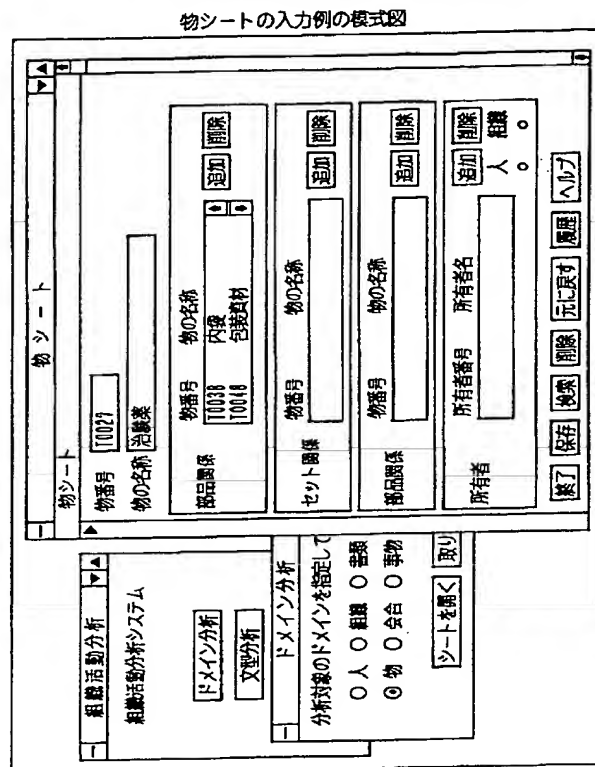 物シートの入力例の模式図
組織活動分析
組織活動分析システム
ドメイン分析
文型分析
ドメイン分析
分析対象のドメインを指定して
人 組織 書類
物 会合 事物
シートを開く 取り
物シート
物シート
物番号 T0027
物の名称 治験薬
部品関係
物番号 物の名称 追加 削除
T0038 内袋
T0048 包装資材
セット関係
物番号 物の名称 追加 削除
部品関係
物番号 物の名称 追加 削除
所有者
所有者番号 所有者名 追加 削除
人 組織
終了 保存 検索 削除 元に戻す 履歴 ヘルプ